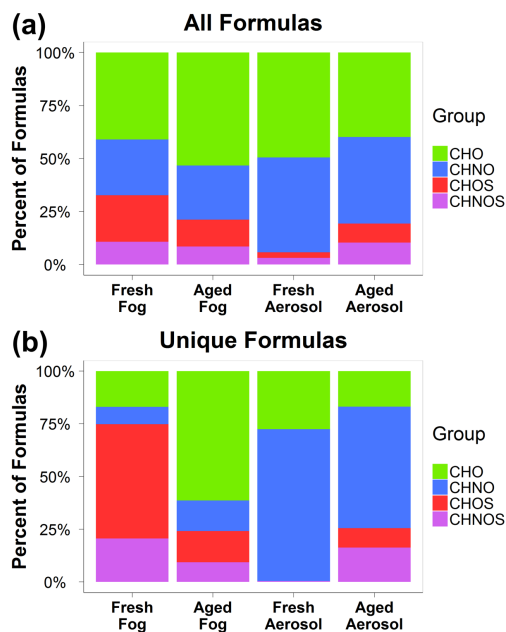 (a)
All Formulas
Percent of Formulas
100%
75%
50%
25%
0%
Fresh
Fog
Aged
Fog
Fresh
Aerosol
Aged
Aerosol
Group
CHO
CHNO
CHOS
CHNOS
(b)
Unique Formulas
Percent of Formulas
100%
75%
50%
25%
0%
Fresh
Fog
Aged
Fog
Fresh
Aerosol
Aged
Aerosol
Group
CHO
CHNO
CHOS
CHNOS